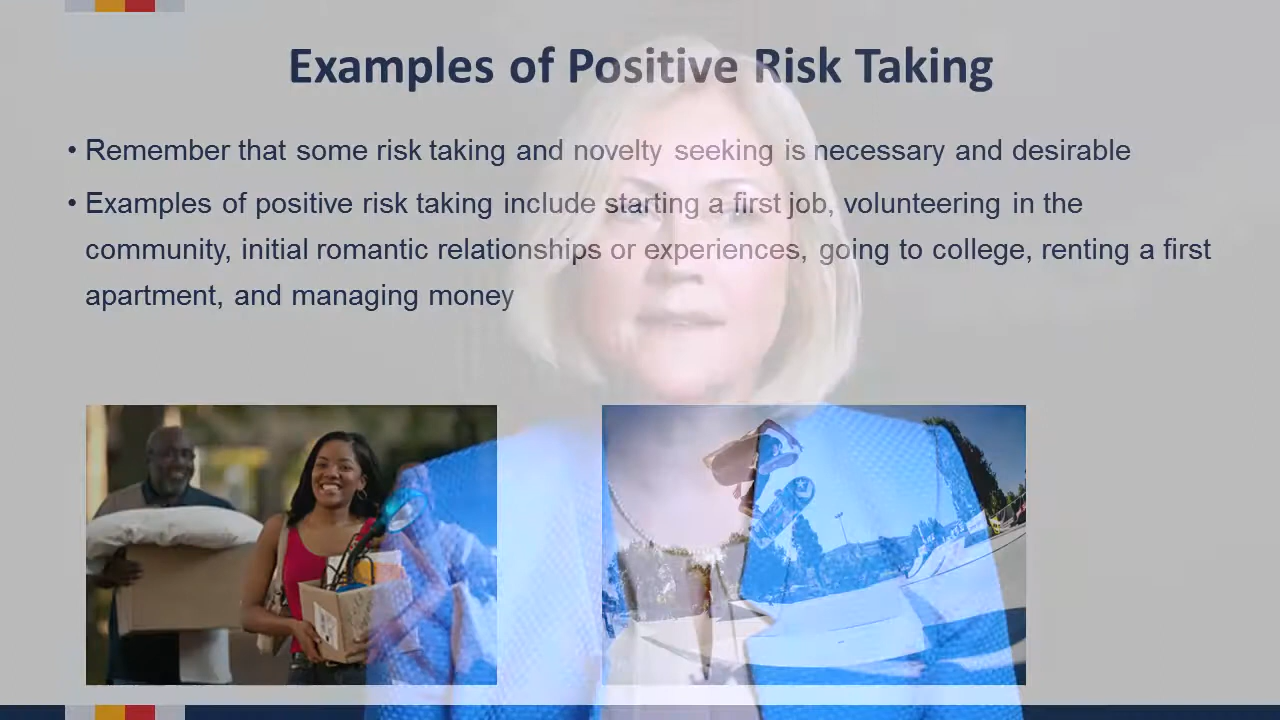 Examples of Positive Risk Taking
• Remember that some risk taking and novelty seeking is necessary and desirable
• Examples of positive risk taking include starting a first job, volunteering in the
community, initial romantic relationships or experiences, going to college, renting a first
apartment, and managing money